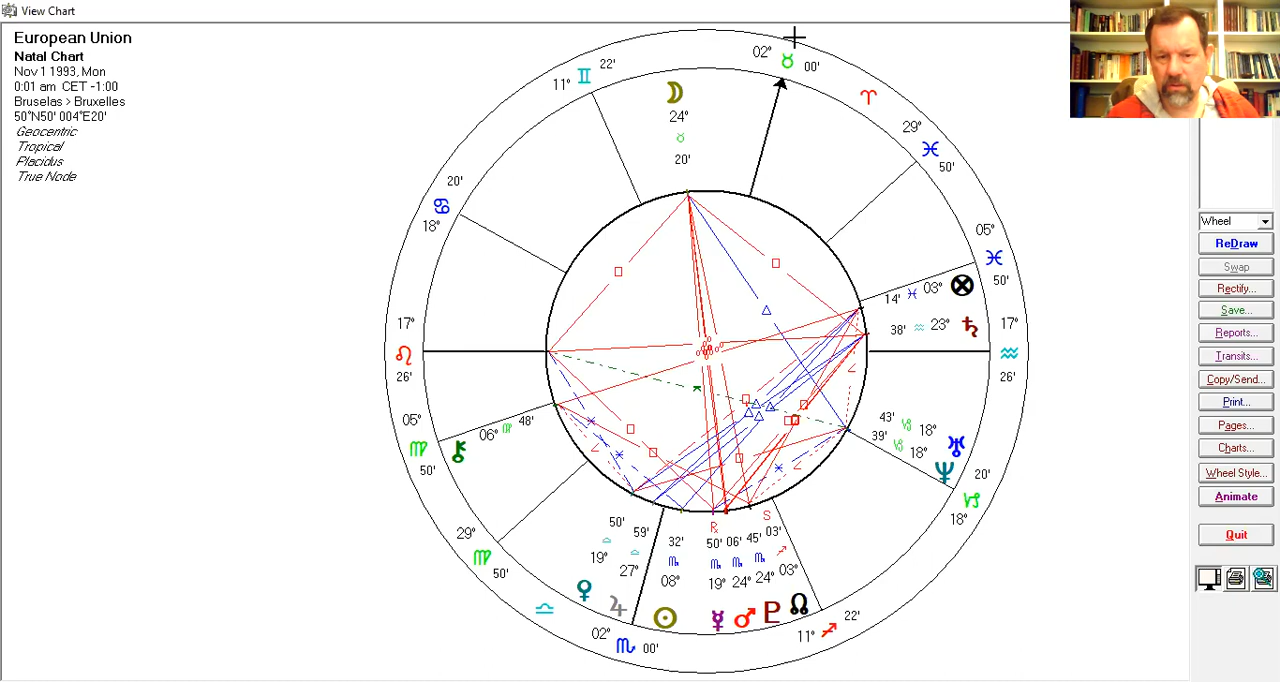 View Chart
European Union
Natal Chart
Nov 1 1993, Mon
0:01 am CET -1:00
Bruselas > Bruxelles
50°N50' 004°E20'
Geocentric
Tropical
Placidus
True Node
02° ♉ 00'
11° ♊ 22'
♈
29° ♓ 50'
☽
24°
♉
20'
20'
♋
18°
05°
♓
50'
14' ♓ 03° ⊗
38' ♒ 23° ♄
17°
♌
26'
17°
♒
26'
05°
♍
50'
⚷ 06° ♍ 48'
43' ♑ 18° ♅
39' ♑ 18° ♆
20'
♑
18°
29°
♍
50'
50' ♎ 19° ♀
59' ♎ 27° ♃
32' ♏ 08° ☉
℞ 50' ♏ 19° ☿
06' ♏ 24° ♂
45' ♏ 24° ♇
S 03' ♐ 03° ☊
♎
02° ♏ 00'
11° ♐ 22'
Wheel
ReDraw
Swap
Rectify...
Save...
Reports...
Transits...
Copy/Send...
Print...
Pages...
Charts...
Wheel Style...
Animate
Quit